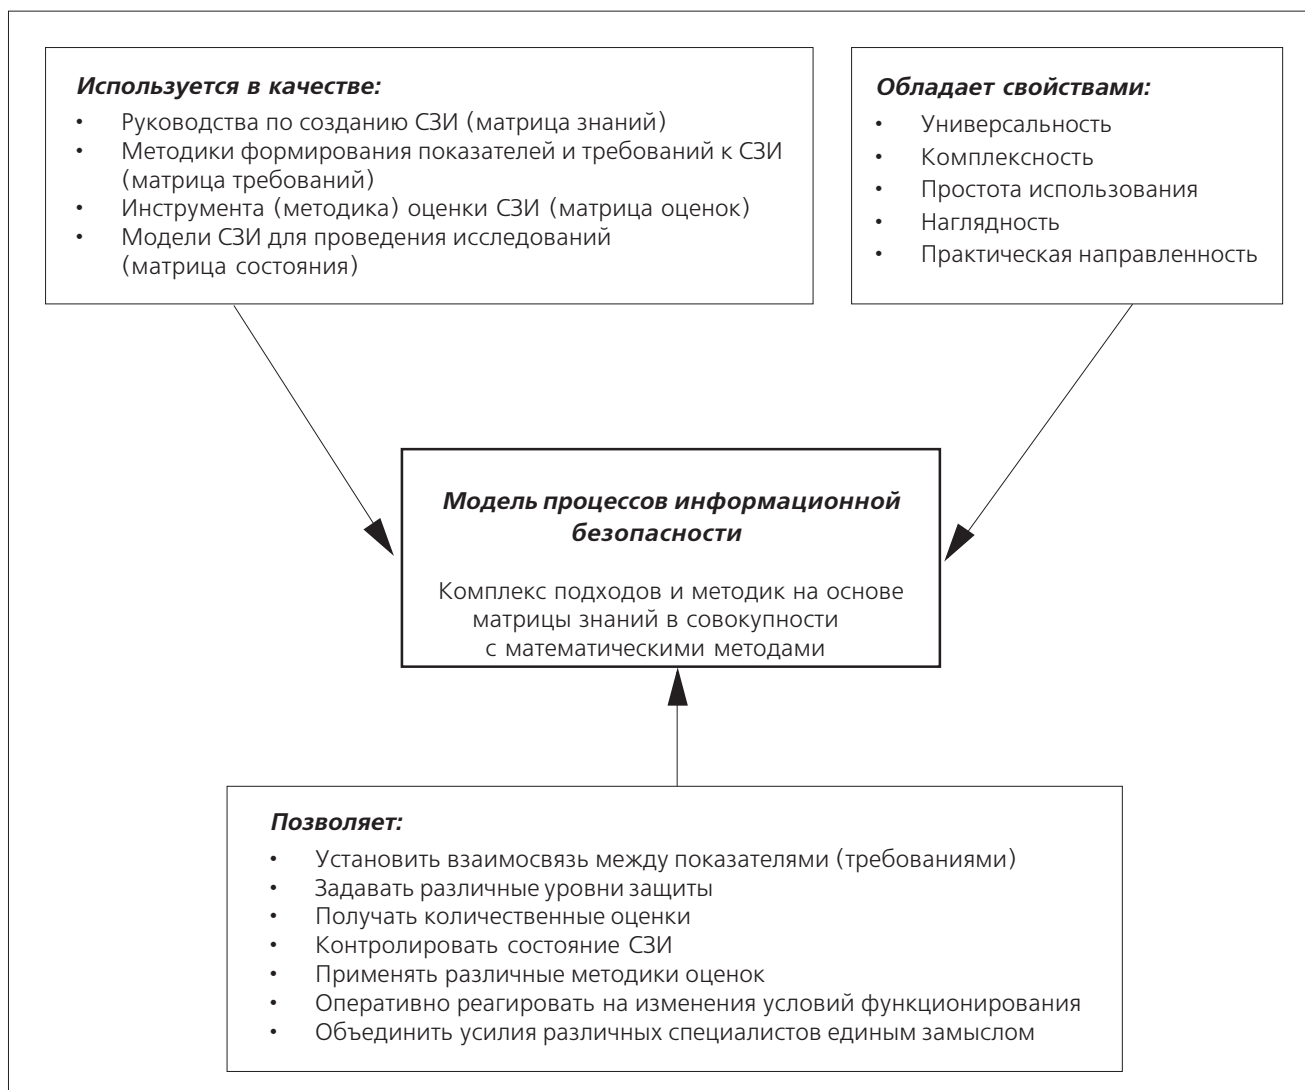 Используется в качестве:
• Руководства по созданию СЗИ (матрица знаний)
• Методики формирования показателей и требований к СЗИ
(матрица требований)
• Инструмента (методика) оценки СЗИ (матрица оценок)
• Модели СЗИ для проведения исследований
(матрица состояния)
Обладает свойствами:
• Универсальность
• Комплексность
• Простота использования
• Наглядность
• Практическая направленность
Модель процессов информационной
безопасности
Комплекс подходов и методик на основе
матрицы знаний в совокупности
с математическими методами
Позволяет:
• Установить взаимосвязь между показателями (требованиями)
• Задавать различные уровни защиты
• Получать количественные оценки
• Контролировать состояние СЗИ
• Применять различные методики оценок
• Оперативно реагировать на изменения условий функционирования
• Объединить усилия различных специалистов единым замыслом